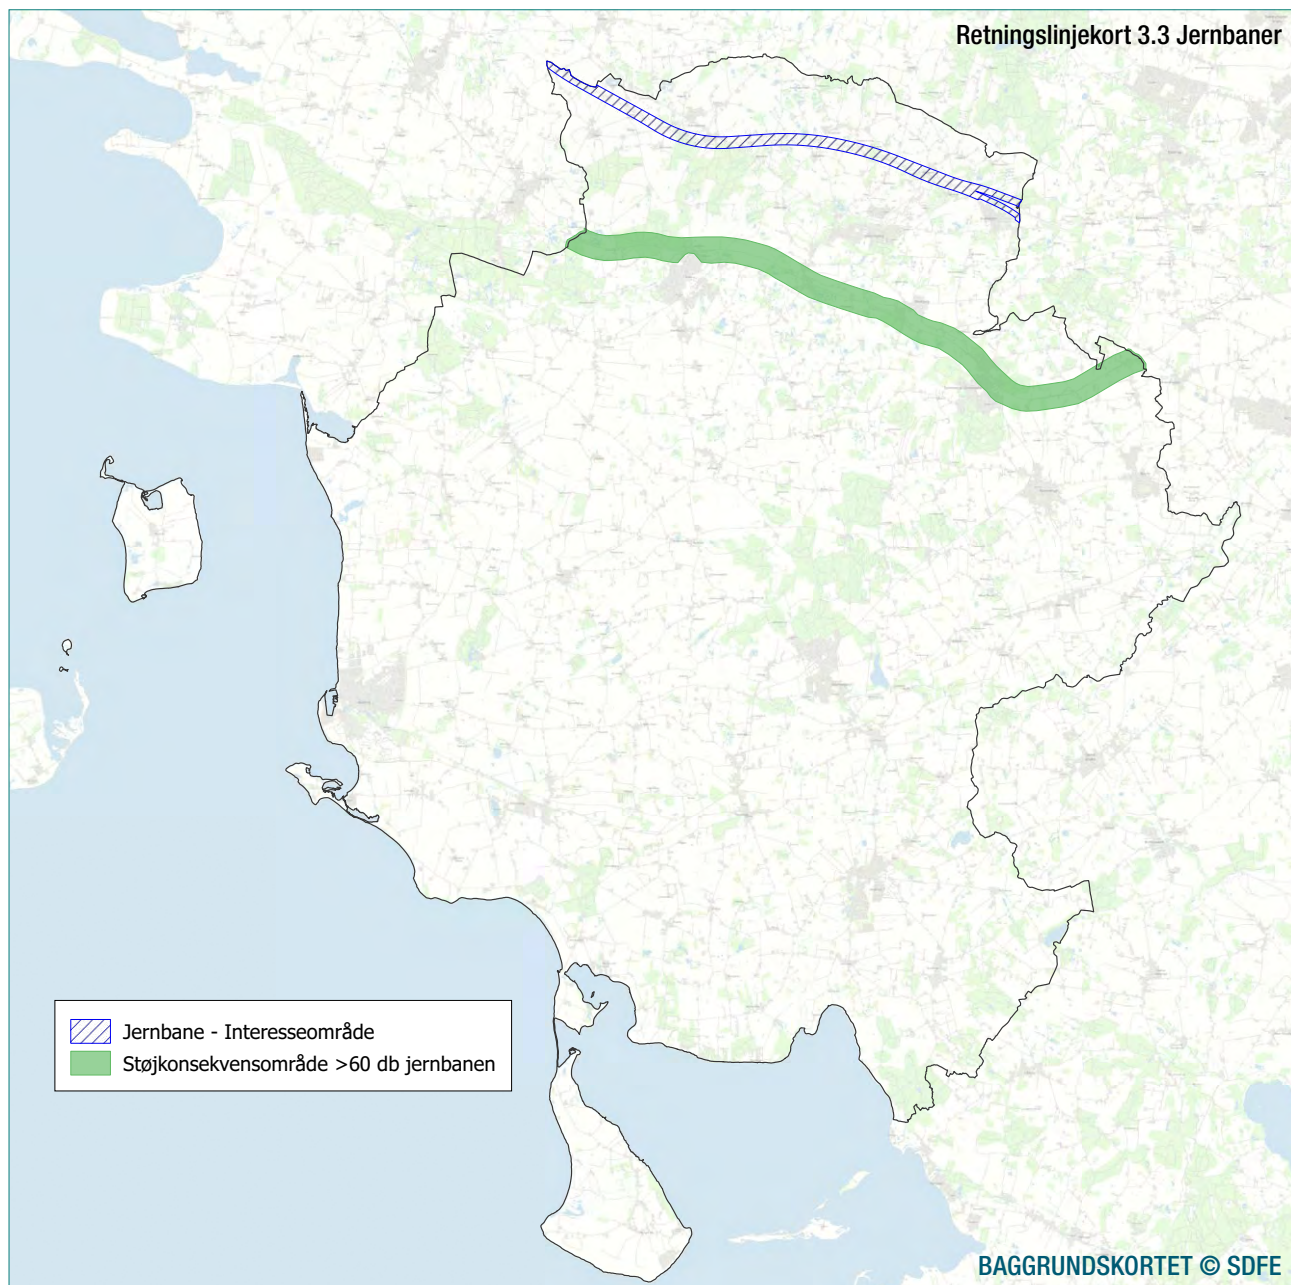 Retningslinjekort 3.3 Jernbaner
Jernbane - Interesseområde
Støjkonsekvensområde >60 db jernbanen
BAGGRUNDSKORTET © SDFE